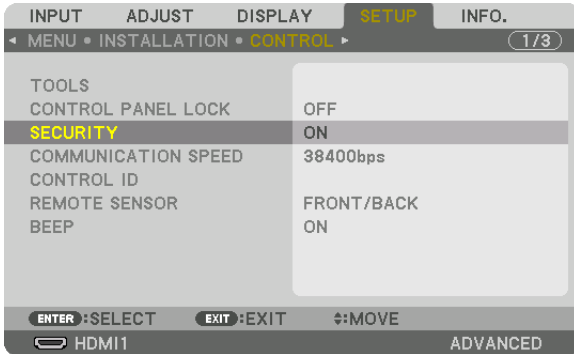 INPUT ADJUST DISPLAY SETUP INFO.
◄ MENU • INSTALLATION • CONTROL ► 1/3
TOOLS
CONTROL PANEL LOCK OFF
SECURITY ON
COMMUNICATION SPEED 38400bps
CONTROL ID
REMOTE SENSOR FRONT/BACK
BEEP ON
ENTER :SELECT EXIT :EXIT ♦:MOVE
HDMI1 ADVANCED